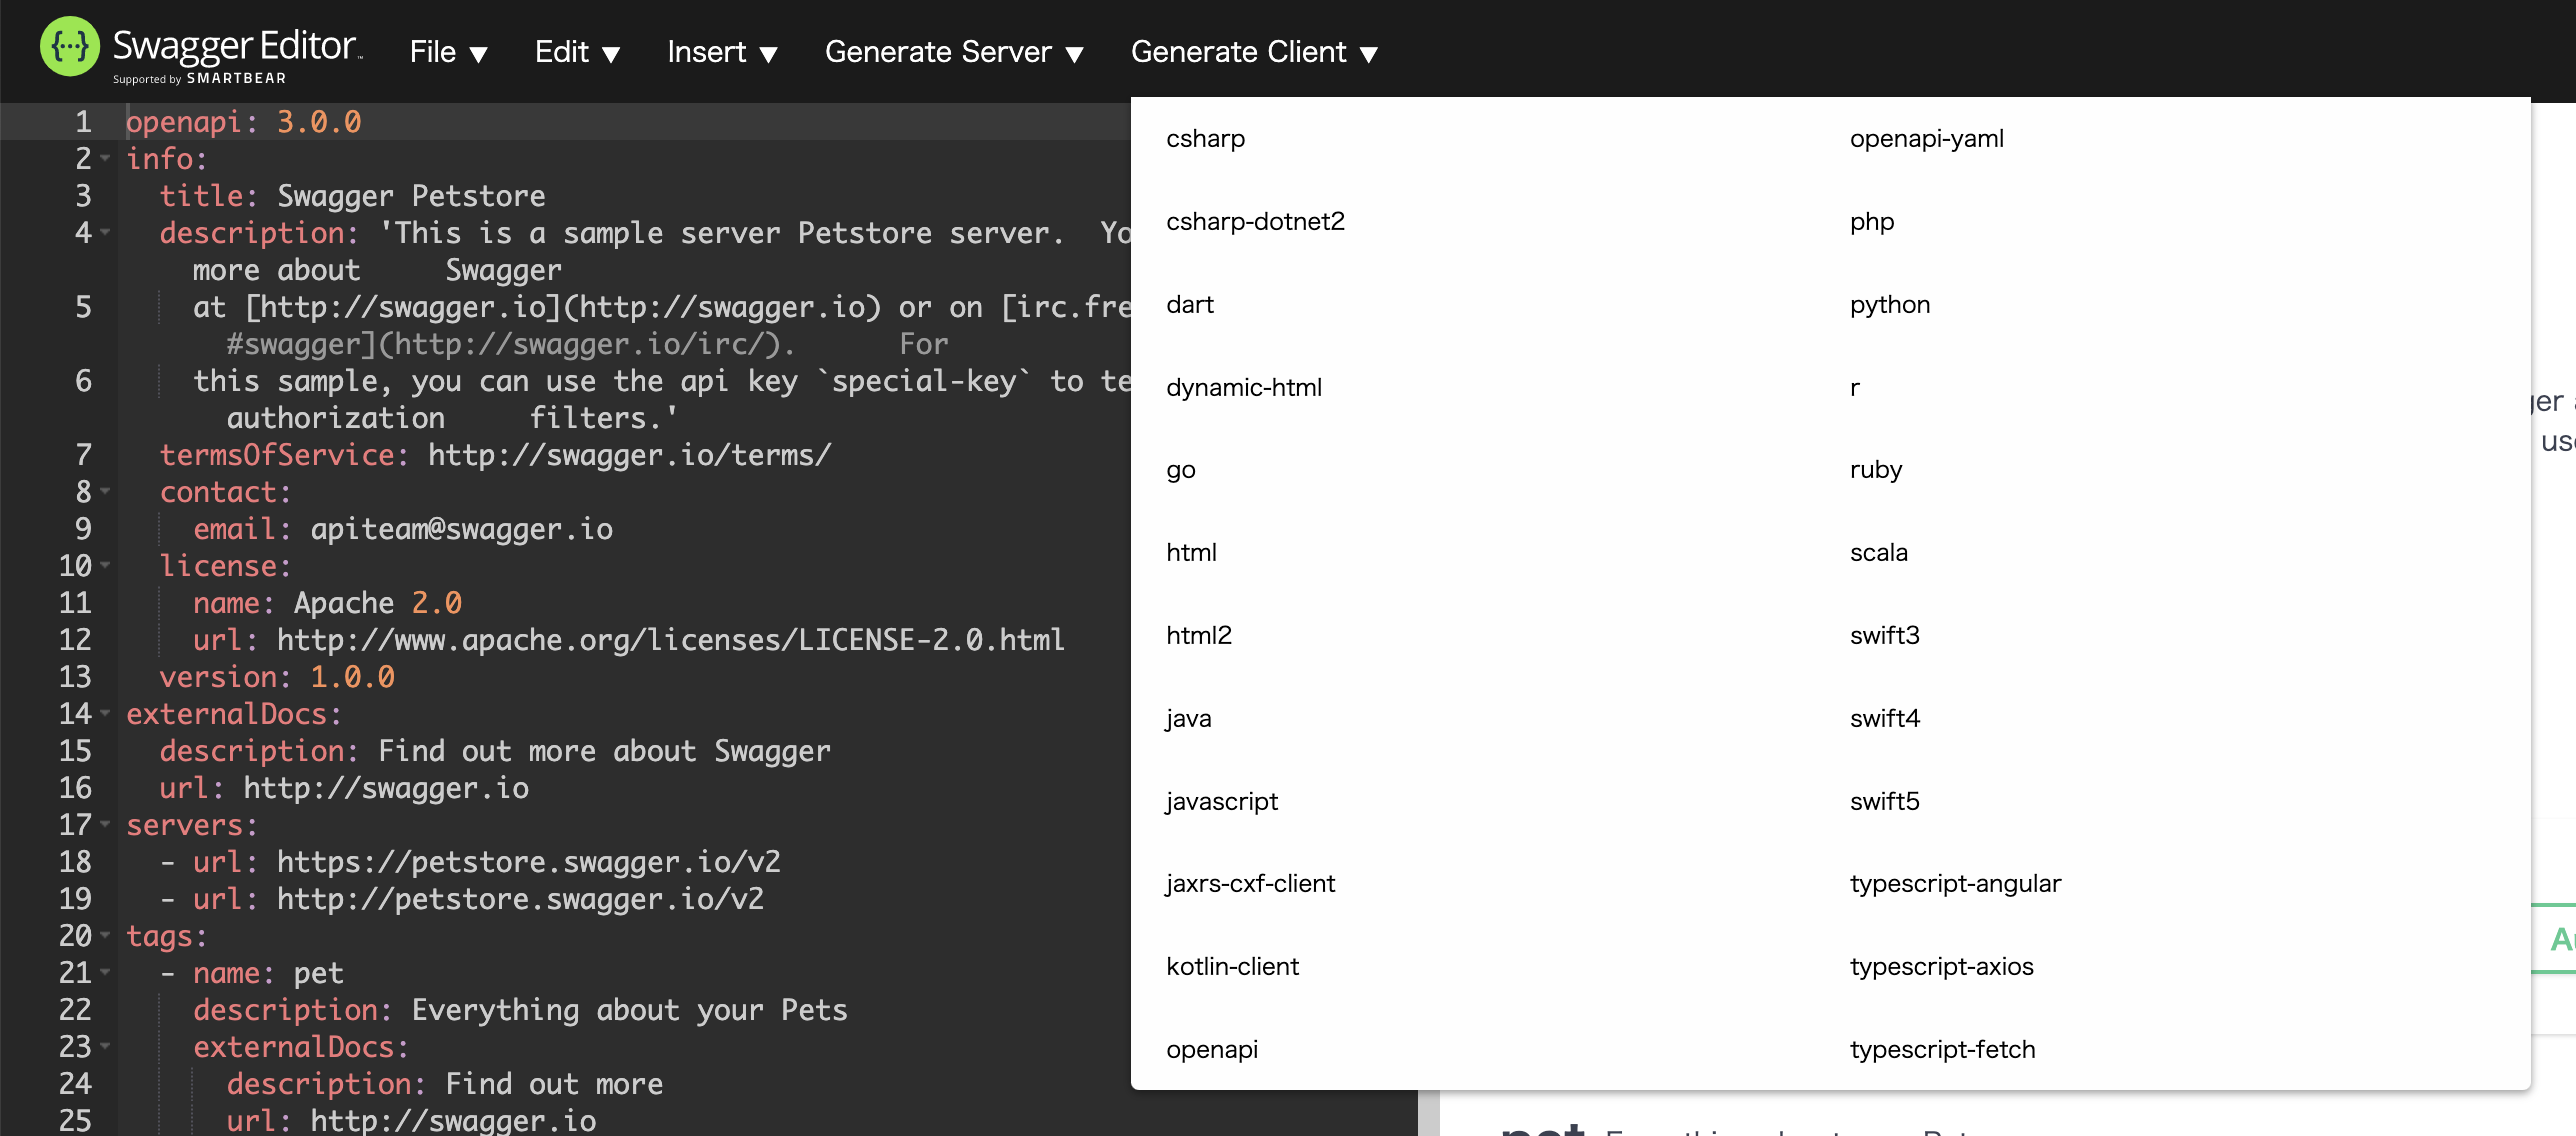 Swagger Editor
Supported by SMARTBEAR
File ▼ Edit ▼ Insert ▼ Generate Server ▼ Generate Client ▼
1 openapi: 3.0.0
2 info:
3 title: Swagger Petstore
4 description: 'This is a sample server Petstore server.
more about Swagger
5 at [http://swagger.io](http://swagger.io) or on [irc.fre
#swagger](http://swagger.io/irc/). For
6 this sample, you can use the api key `special-key` to te
authorization filters.'
7 termsOfService: http://swagger.io/terms/
8 contact:
9 email: apiteam@swagger.io
10 license:
11 name: Apache 2.0
12 url: http://www.apache.org/licenses/LICENSE-2.0.html
13 version: 1.0.0
14 externalDocs:
15 description: Find out more about Swagger
16 url: http://swagger.io
17 servers:
18 - url: https://petstore.swagger.io/v2
19 - url: http://petstore.swagger.io/v2
20 tags:
21 - name: pet
22 description: Everything about your Pets
23 externalDocs:
24 description: Find out more
25 url: http://swagger.io
csharp
csharp-dotnet2
dart
dynamic-html
go
html
html2
java
javascript
jaxrs-cxf-client
kotlin-client
openapi
openapi-yaml
php
python
r
ruby
scala
swift3
swift4
swift5
typescript-angular
typescript-axios
typescript-fetch